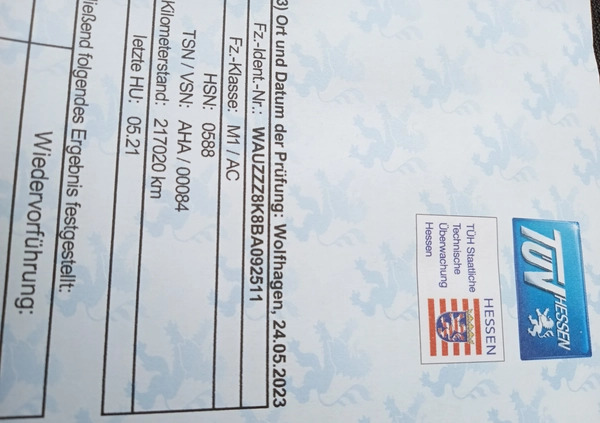 TÜV HESSEN
HESSEN
TÜH Staatliche
Technische
Überwachung
Hessen
3) Ort und Datum der Prüfung: Wolfhagen, 24.05.2023
Fz.-Ident.-Nr.: WAUZZZ8K8BA092511
Fz.-Klasse: M1 / AC
HSN: 0588
TSN / VSN: AHA / 00084
Kilometerstand: 217020 km
letzte HU: 05.21
ließend folgendes Ergebnis festgestellt:
Wiedervorführung: